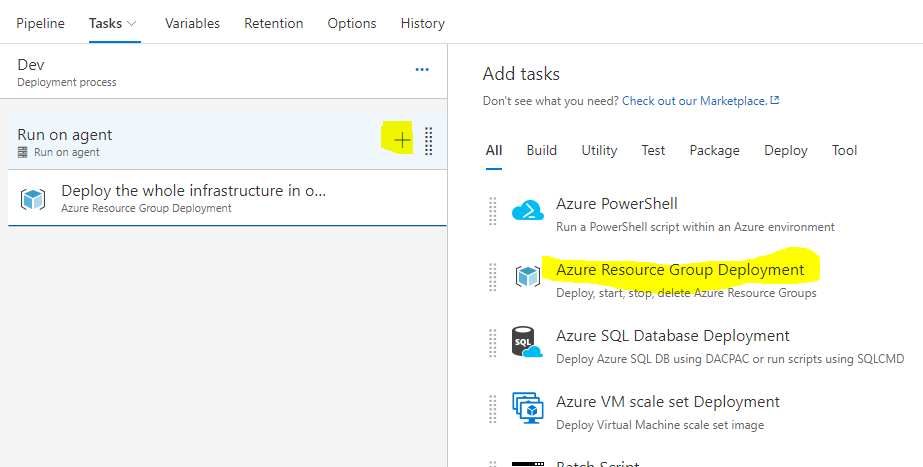 Pipeline Tasks Variables Retention Options History
Dev
Deployment process
Run on agent
Run on agent
Deploy the whole infrastructure in o...
Azure Resource Group Deployment
Add tasks
Don't see what you need? Check out our Marketplace.
All Build Utility Test Package Deploy Tool
Azure PowerShell
Run a PowerShell script within an Azure environment
Azure Resource Group Deployment
Deploy, start, stop, delete Azure Resource Groups
SQL
Azure SQL Database Deployment
Deploy Azure SQL DB using DACPAC or run scripts using SQLCMD
Azure VM scale set Deployment
Deploy Virtual Machine scale set image
Batch Script